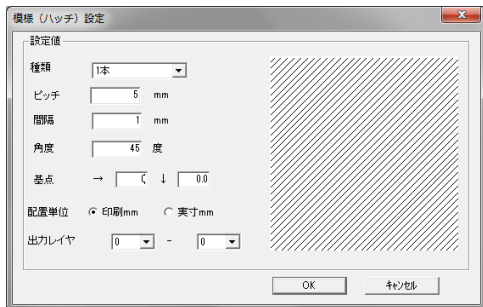 模様（ハッチ）設定
設定値
種類 1本
ピッチ 5 mm
間隔 1 mm
角度 45 度
基点 → ↓ 0.0
配置単位 印刷mm 実寸mm
出力レイヤ 0 - 0
OK キャンセル